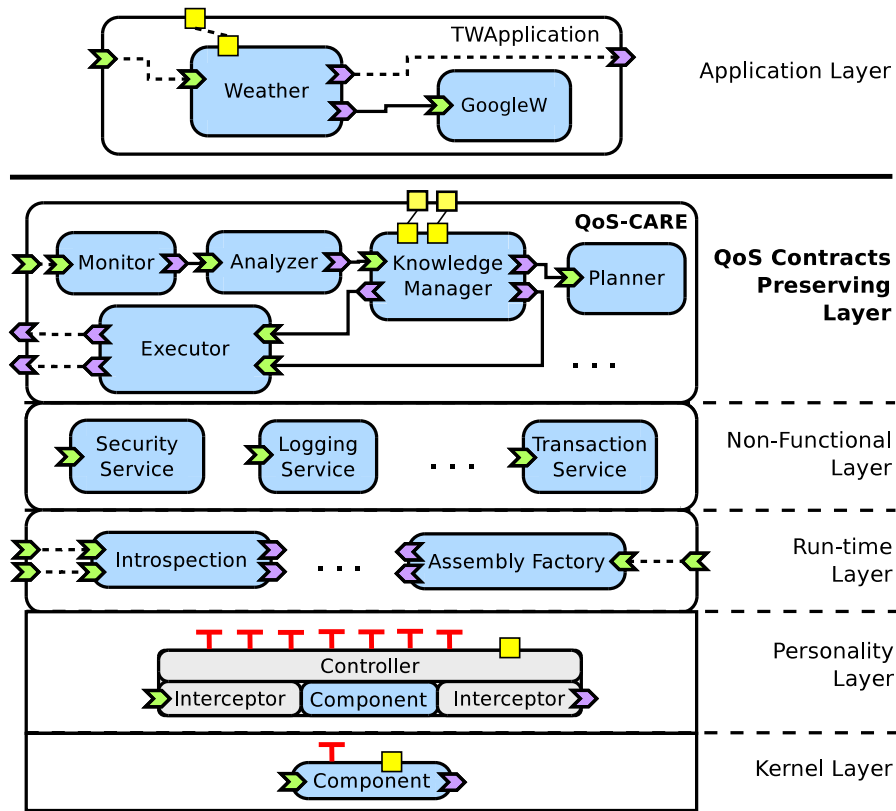 TWApplication
Application Layer
Weather
GoogleW
QoS-CARE
QoS Contracts
Preserving
Layer
Monitor
Analyzer
Knowledge
Manager
Planner
Executor
. . .
Non-Functional
Layer
Security
Service
Logging
Service
. . .
Transaction
Service
Run-time
Layer
Introspection
. . .
Assembly Factory
Personality
Layer
Controller
Interceptor
Component
Interceptor
Kernel Layer
Component